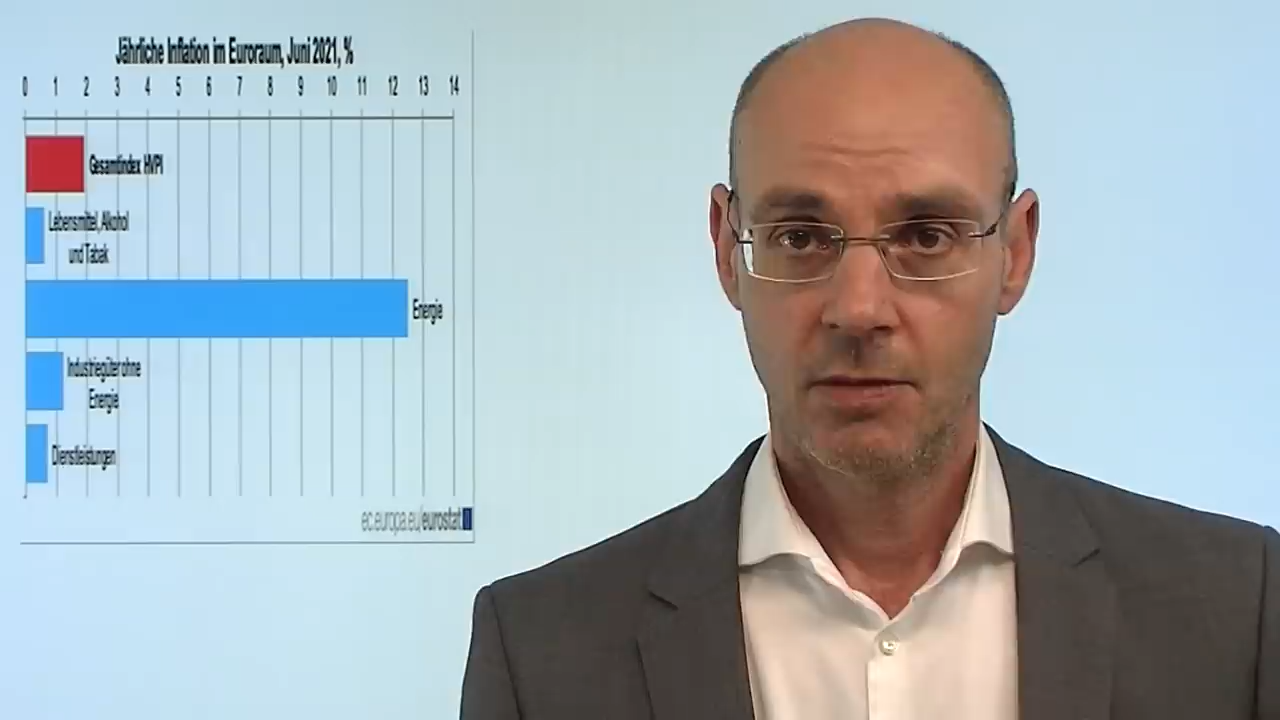 Jährliche Inflation im Euroraum, Juni 2021, %
0 1 2 3 4 5 6 7 8 9 10 11 12 13 14
Gesamtindex HVPI
Lebensmittel, Alkohol
und Tabak
Energie
Industriegüter ohne
Energie
Dienstleistungen
ec.europa.eu/eurostat